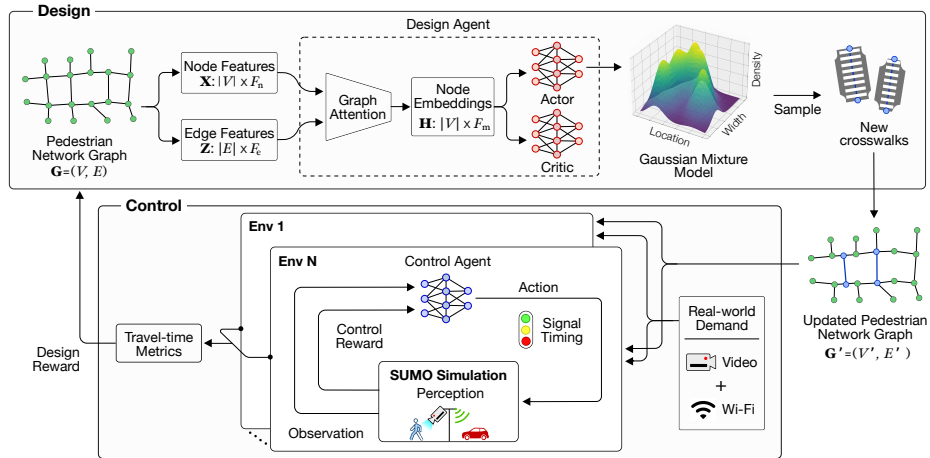 Design
Design Agent
Pedestrian
Network Graph
G=(V, E)
Node Features
X: |V| × Fn
Edge Features
Z: |E| × Fe
Graph
Attention
Node
Embeddings
H: |V| × Fm
Actor
Critic
Density
Location
Width
Gaussian Mixture
Model
Sample
New
crosswalks
Control
Env 1
Env N
Control Agent
Action
Signal
Timing
Control
Reward
SUMO Simulation
Perception
Observation
Travel-time
Metrics
Design
Reward
Real-world
Demand
Video
+
Wi-Fi
Updated Pedestrian
Network Graph
G'=(V', E')